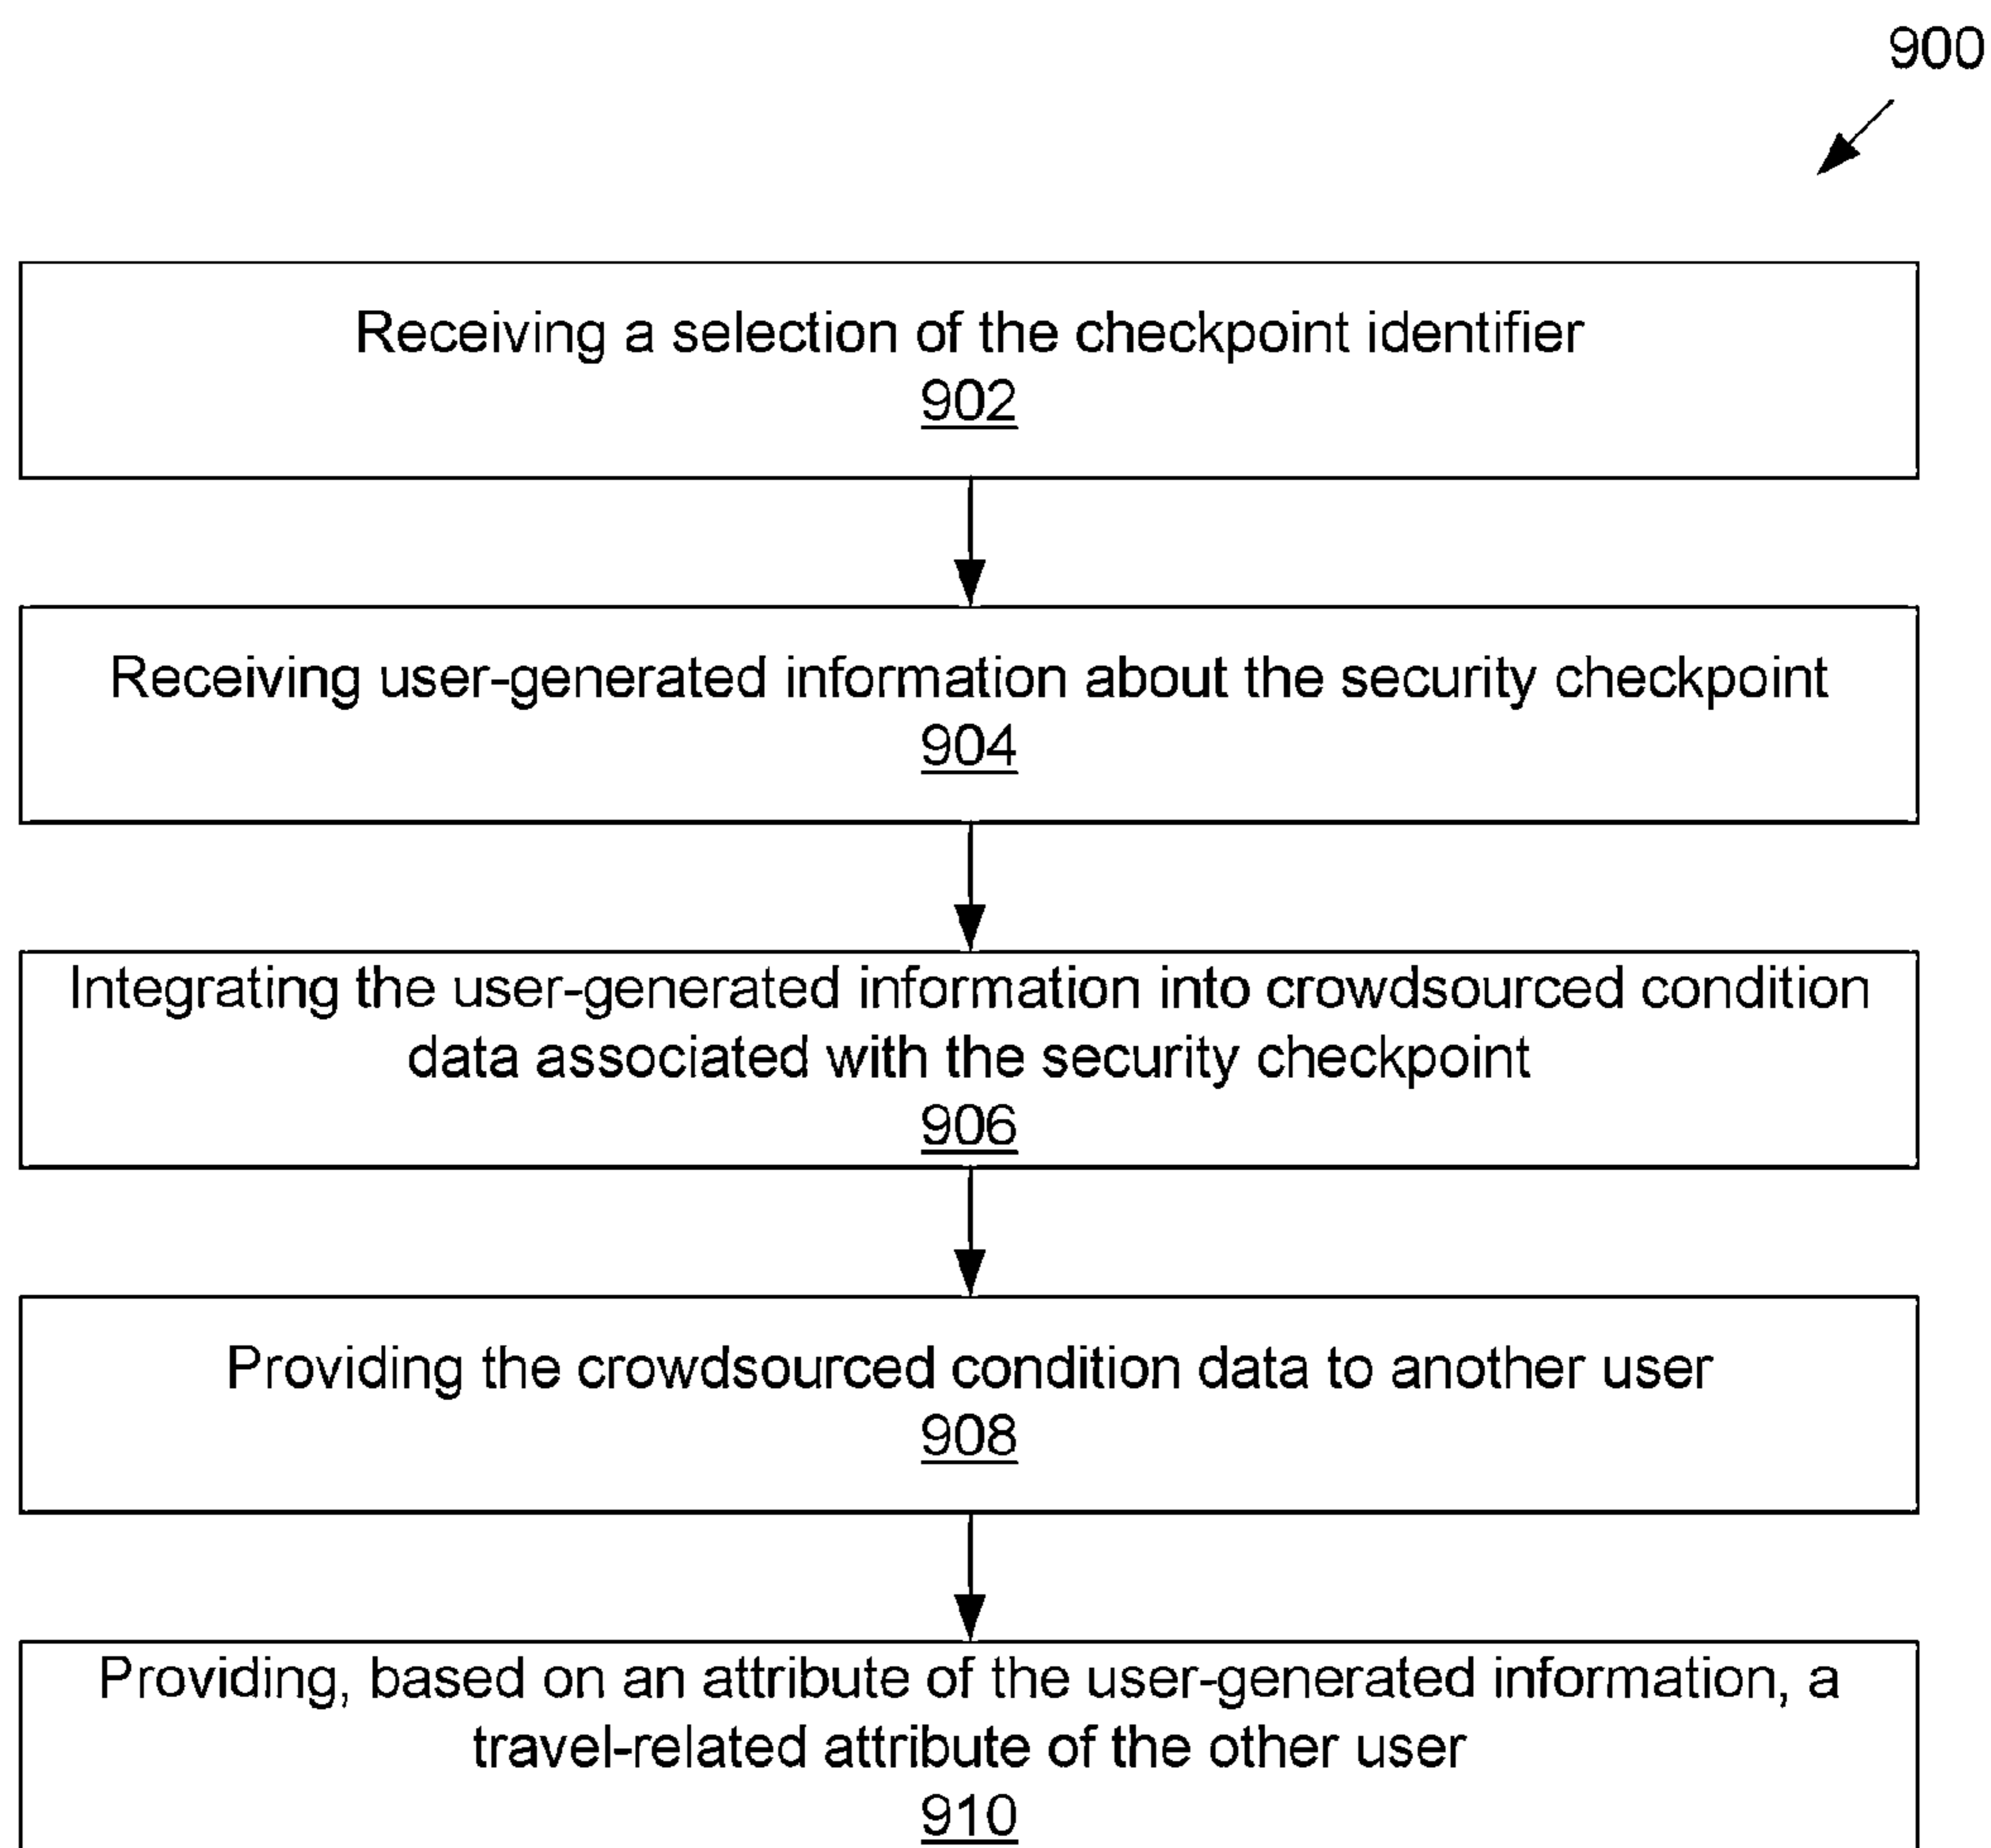 900
Receiving a selection of the checkpoint identifier
902
Receiving user-generated information about the security checkpoint
904
Integrating the user-generated information into crowdsourced condition
data associated with the security checkpoint
906
Providing the crowdsourced condition data to another user
908
Providing, based on an attribute of the user-generated information, a
travel-related attribute of the other user
910